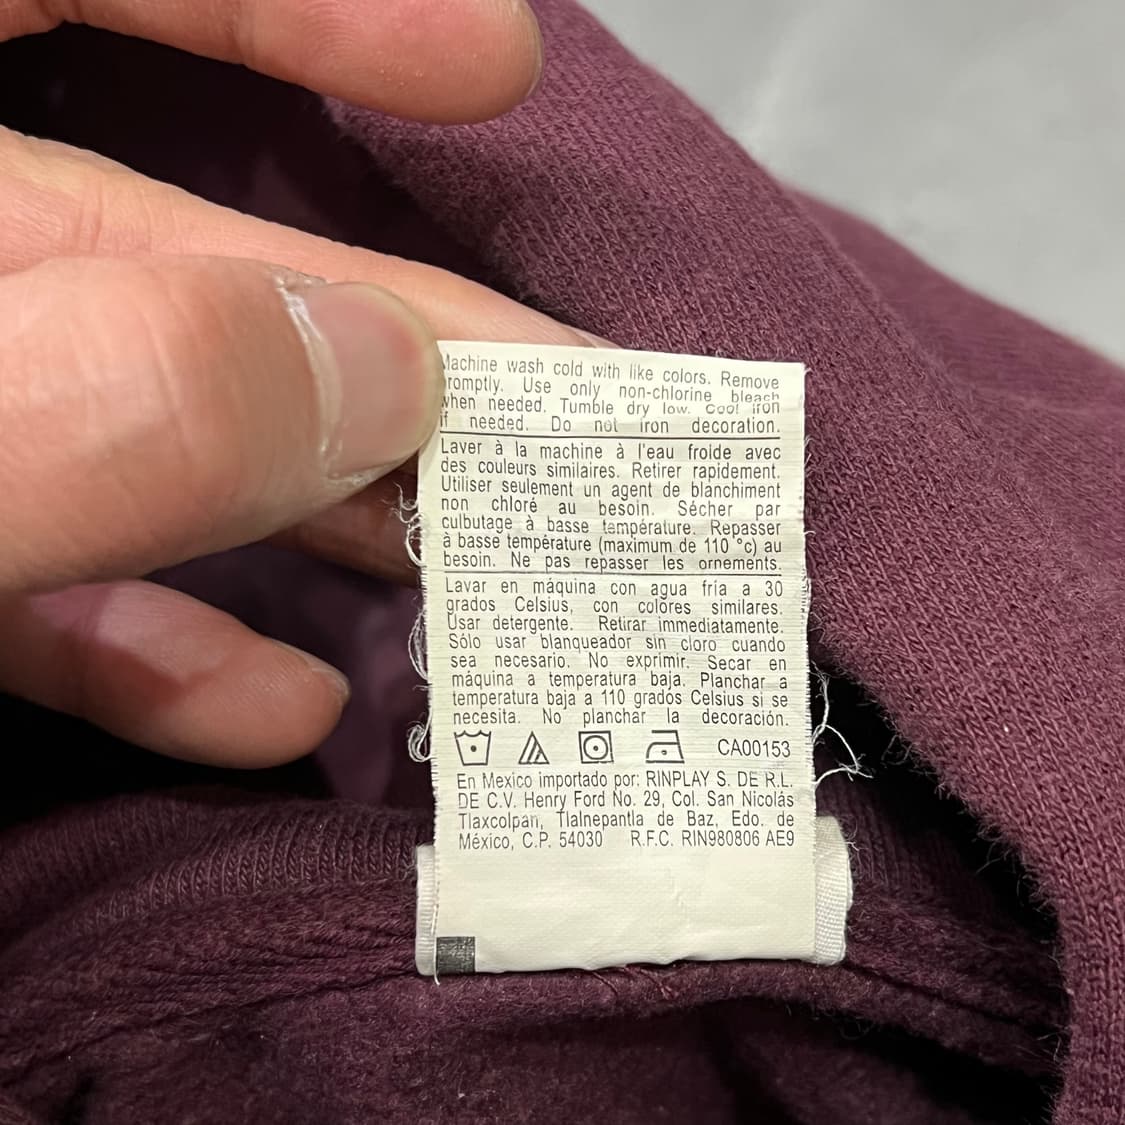 Machine wash cold with like colors. Remove
promptly. Use only non-chlorine bleach
when needed. Tumble dry low. Cool iron
if needed. Do not iron decoration.
Laver à la machine à l'eau froide avec
des couleurs similaires. Retirer rapidement.
Utiliser seulement un agent de blanchiment
non chloré au besoin. Sécher par
culbutage à basse température. Repasser
à basse température (maximum de 110 °c) au
besoin. Ne pas repasser les ornements.
Lavar en máquina con agua fría a 30
grados Celsius, con colores similares.
Usar detergente. Retirar immediatamente.
Sólo usar blanqueador sin cloro cuando
sea necesario. No exprimir. Secar en
máquina a temperatura baja. Planchar a
temperatura baja a 110 grados Celsius si se
necesita. No planchar la decoración.
CA00153
En Mexico importado por: RINPLAY S. DE R.L.
DE C.V. Henry Ford No. 29, Col. San Nicolás
Tlaxcolpan, Tlalnepantla de Baz, Edo. de
México, C.P. 54030 R.F.C. RIN980806 AE9